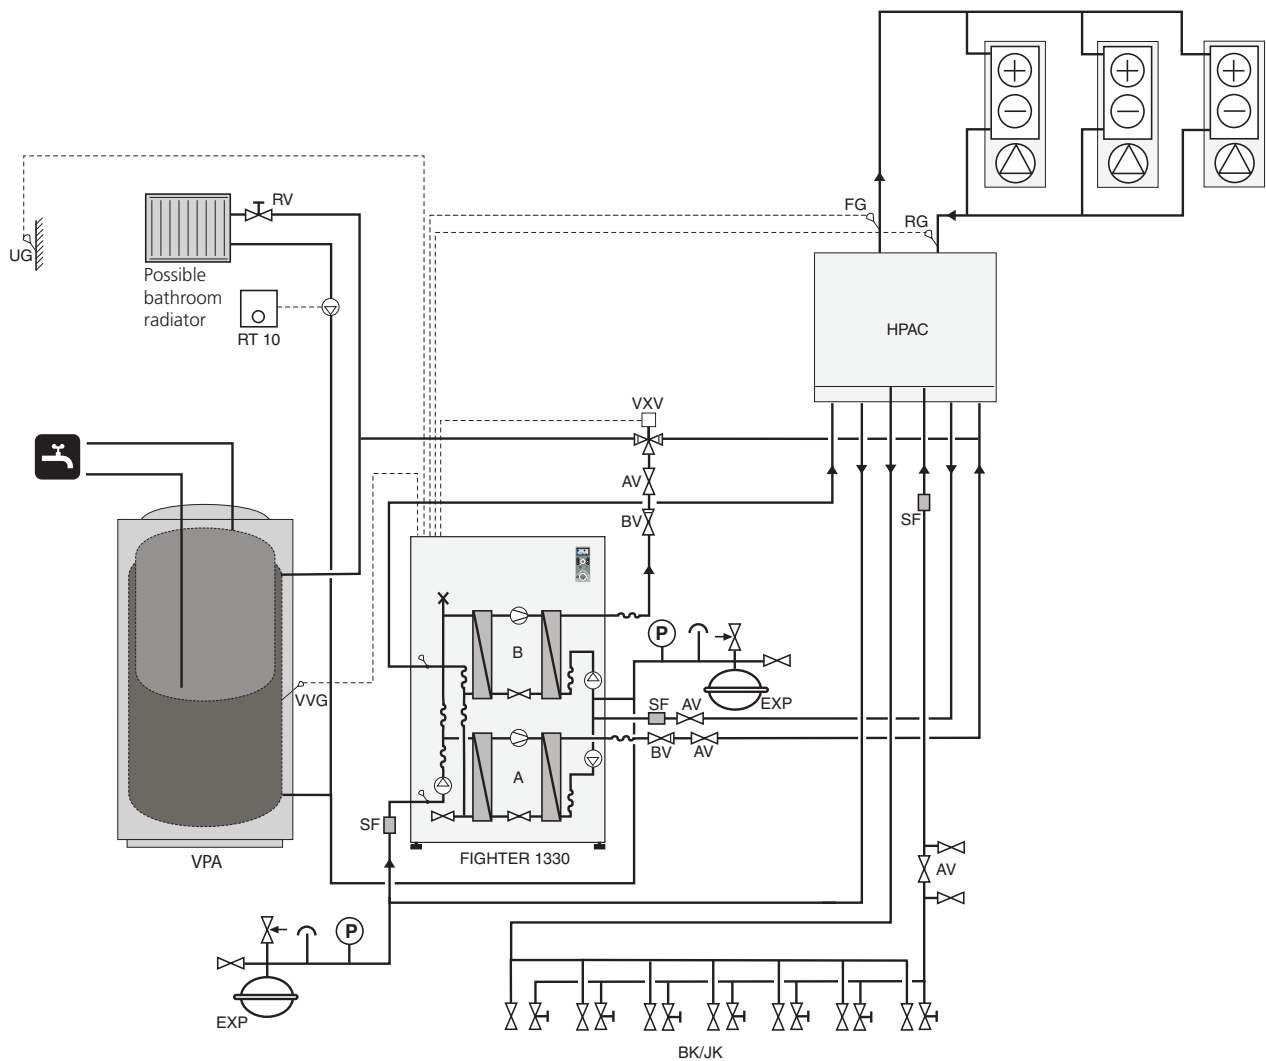 FG
RV
RG
UG
Possible
bathroom
radiator
RT 10
HPAC
VXV
AV
BV
SF
B
P
EXP
VVG
SF
AV
BV
AV
A
SF
VPA
FIGHTER 1330
AV
P
EXP
BK/JK